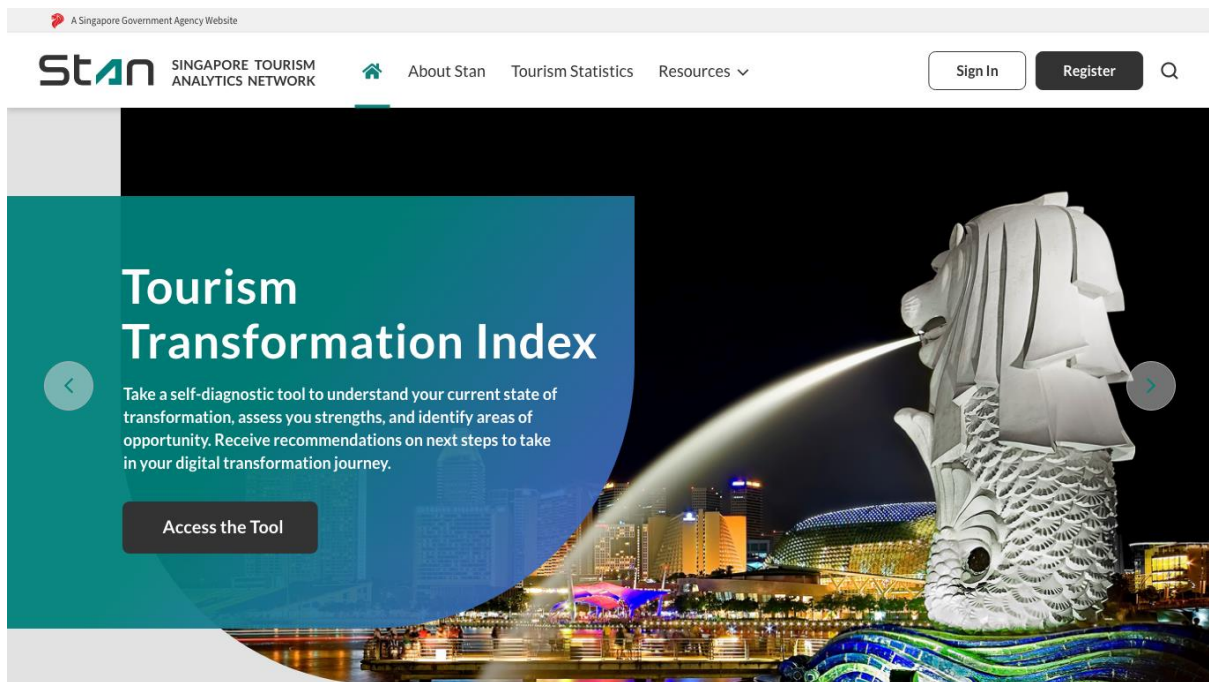 A Singapore Government Agency Website
Stan
SINGAPORE TOURISM
ANALYTICS NETWORK
About Stan
Tourism Statistics
Resources
Sign In
Register
Tourism
Transformation Index
Take a self-diagnostic tool to understand your current state of
transformation, assess you strengths, and identify areas of
opportunity. Receive recommendations on next steps to take
in your digital transformation journey.
Access the Tool